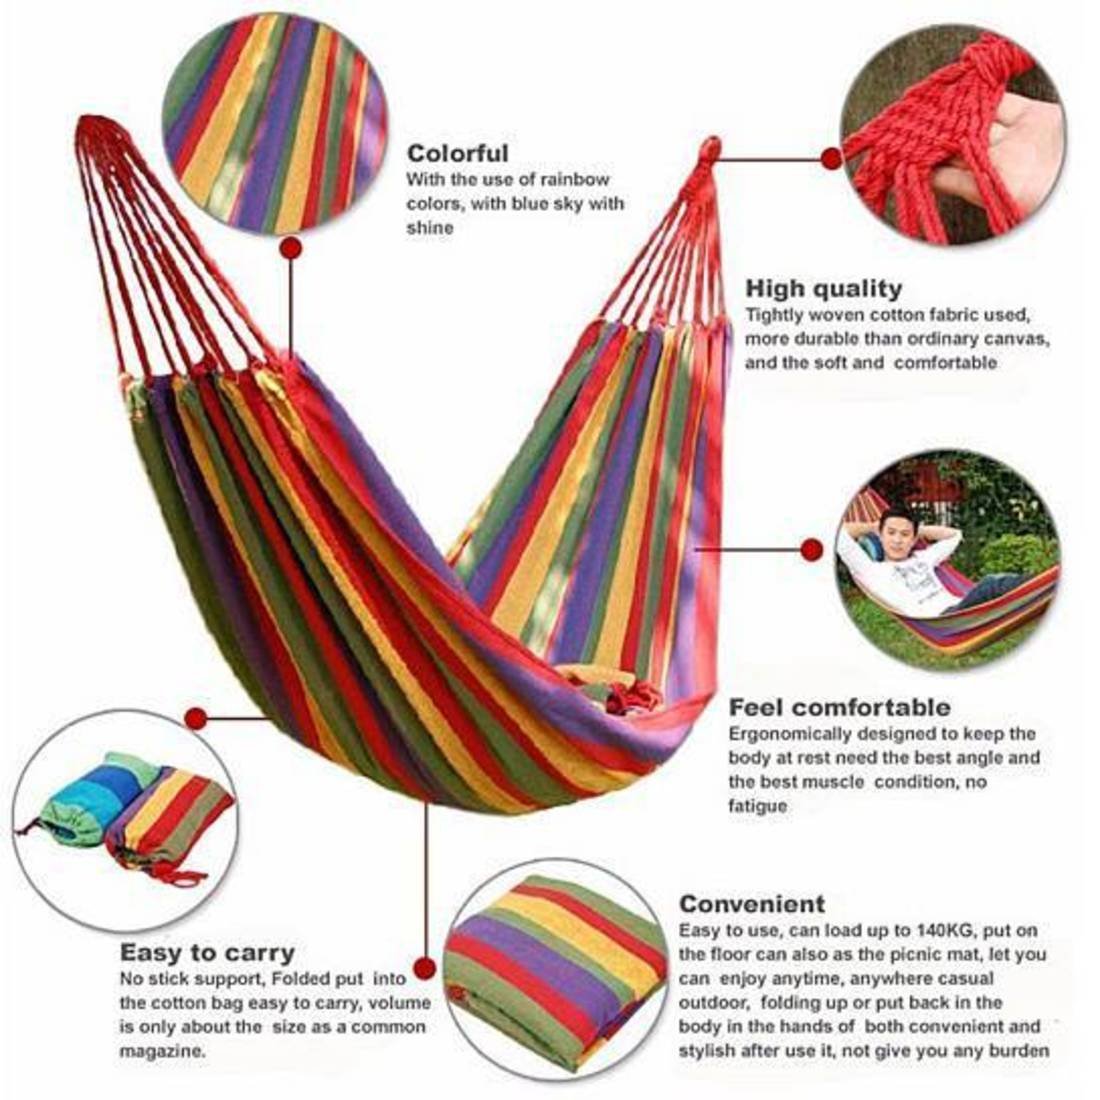 Colorful
With the use of rainbow
colors, with blue sky with
shine
High quality
Tightly woven cotton fabric used,
more durable than ordinary canvas,
and the soft and comfortable
Feel comfortable
Ergonomically designed to keep the
body at rest need the best angle and
the best muscle condition, no
fatigue
Easy to carry
No stick support, Folded put into
the cotton bag easy to carry, volume
is only about the size as a common
magazine.
Convenient
Easy to use, can load up to 140KG, put on
the floor can also as the picnic mat, let you
can enjoy anytime, anywhere casual
outdoor, folding up or put back in the
body in the hands of both convenient and
stylish after use it, not give you any burden